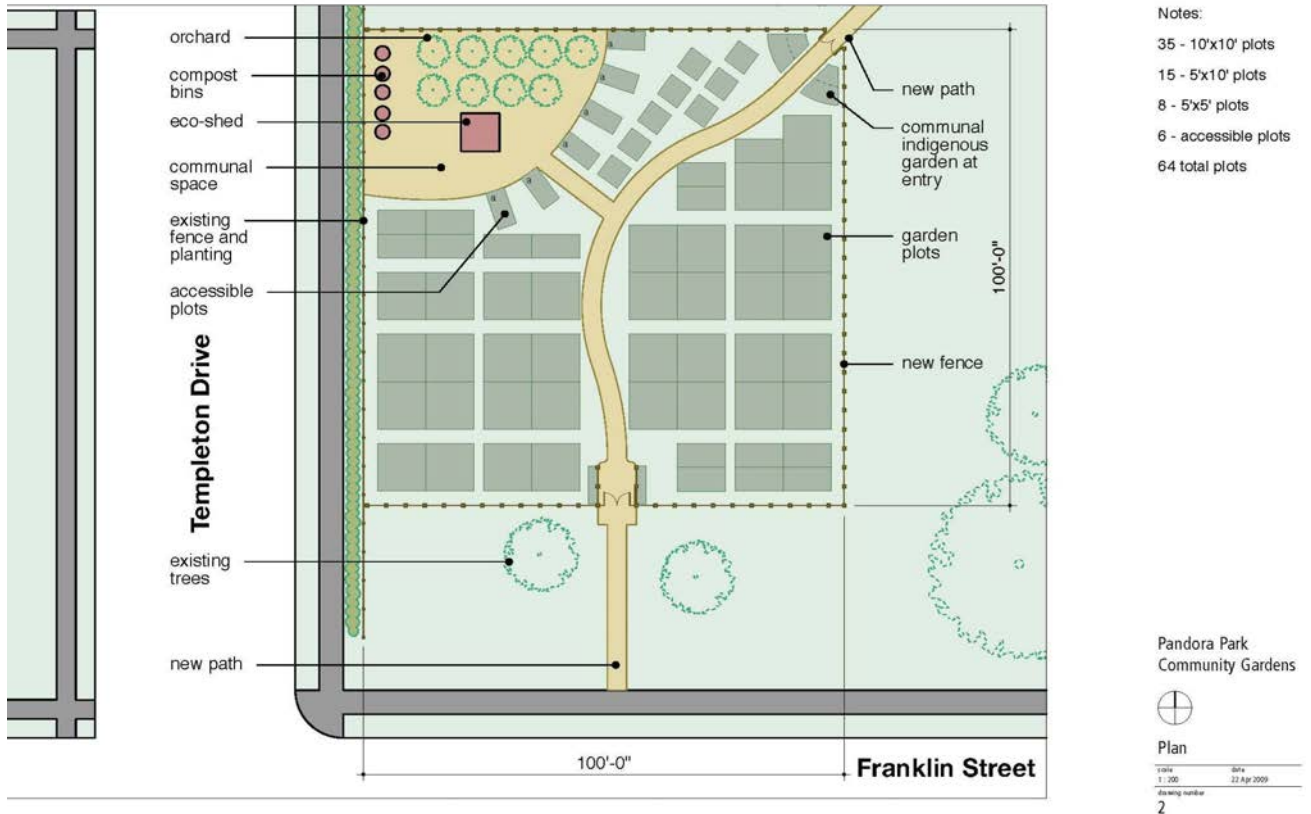 orchard
compost
bins
eco-shed
communal
space
existing
fence and
planting
accessible
plots
Templeton Drive
existing
trees
new path
new path
communal
indigenous
garden at
entry
garden
plots
100'-0"
new fence
100'-0"
Franklin Street
Notes:
35 - 10'x10' plots
15 - 5'x10' plots
8 - 5'x5' plots
6 - accessible plots
64 total plots
Pandora Park
Community Gardens
Plan
scale date
1 : 200 22 Apr 2009
drawing number
2